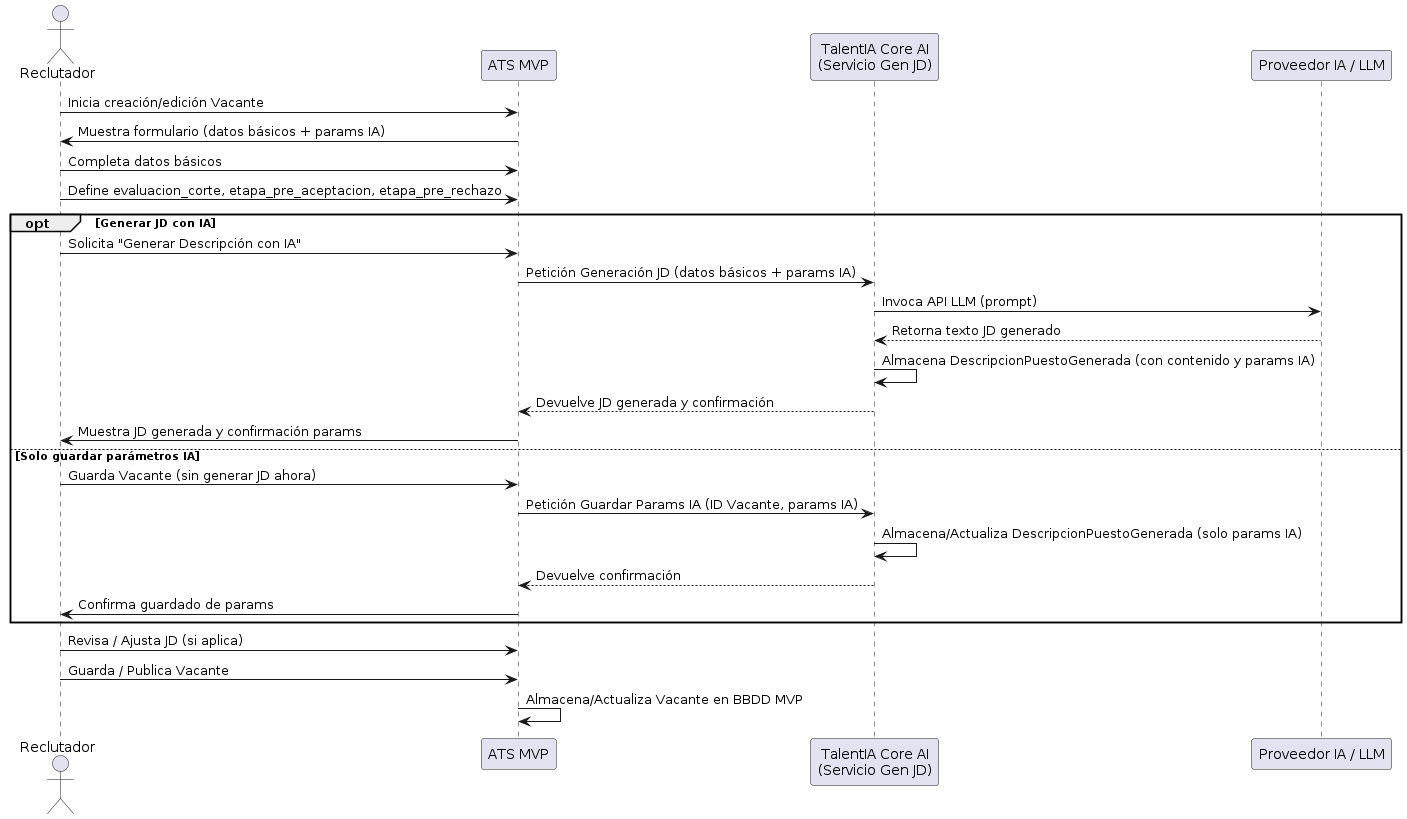 Reclutador
ATS MVP
TalentIA Core AI
(Servicio Gen JD)
Proveedor IA / LLM
Inicia creación/edición Vacante
Muestra formulario (datos básicos + params IA)
Completa datos básicos
Define evaluacion_corte, etapa_pre_aceptacion, etapa_pre_rechazo
opt [Generar JD con IA]
Solicita "Generar Descripción con IA"
Petición Generación JD (datos básicos + params IA)
Invoca API LLM (prompt)
Retorna texto JD generado
Almacena DescripcionPuestoGenerada (con contenido y params IA)
Devuelve JD generada y confirmación
Muestra JD generada y confirmación params
[Solo guardar parámetros IA]
Guarda Vacante (sin generar JD ahora)
Petición Guardar Params IA (ID Vacante, params IA)
Almacena/Actualiza DescripcionPuestoGenerada (solo params IA)
Devuelve confirmación
Confirma guardado de params
Revisa / Ajusta JD (si aplica)
Guarda / Publica Vacante
Almacena/Actualiza Vacante en BBDD MVP
Reclutador
ATS MVP
TalentIA Core AI
(Servicio Gen JD)
Proveedor IA / LLM